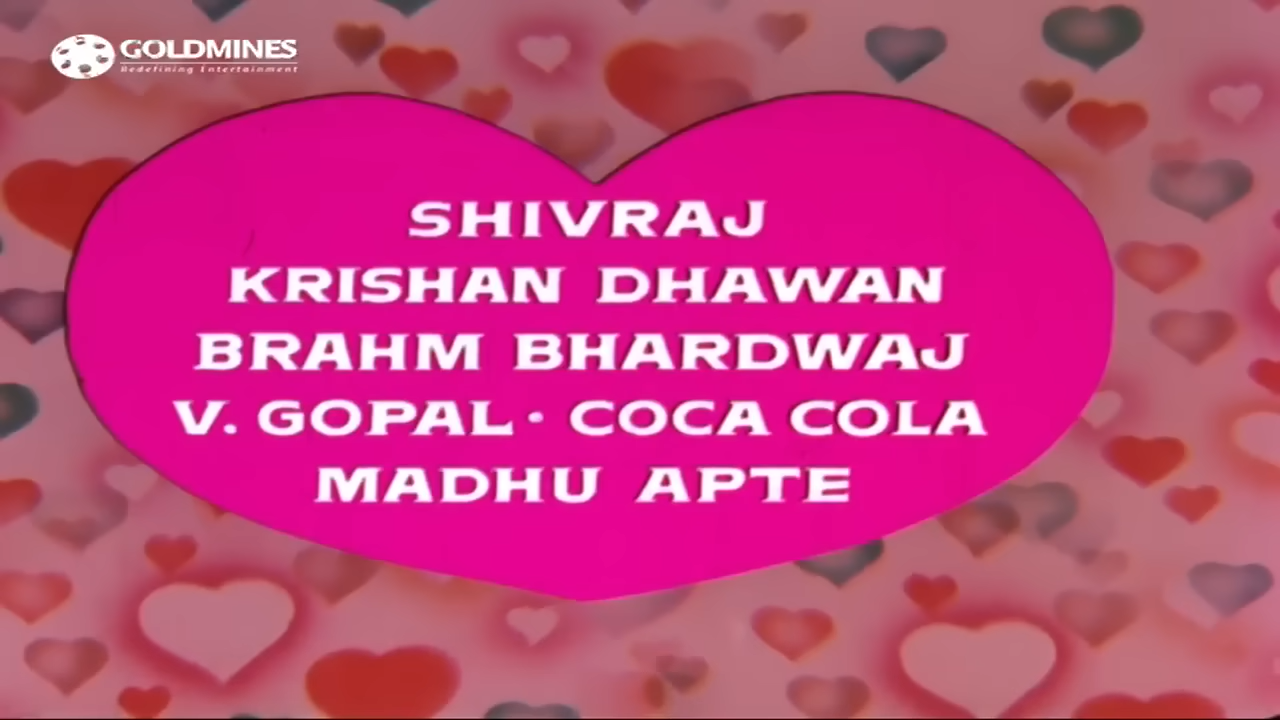 GOLDMINES
Redefining Entertainment
SHIVRAJ
KRISHAN DHAWAN
BRAHM BHARDWAJ
V. GOPAL · COCA COLA
MADHU APTE